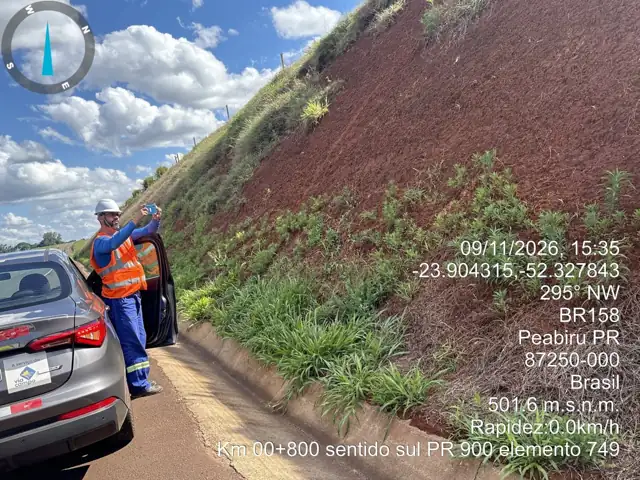 N
W
S
E
09/11/2026 15:35
-23.904315,-52.327843
295° NW
BR158
Peabiru PR
87250-000
Brasil
501.6 m.s.n.m.
Rapidez:0.0km/h
Km 00+800 sentido sul PR 900 elemento 749
via